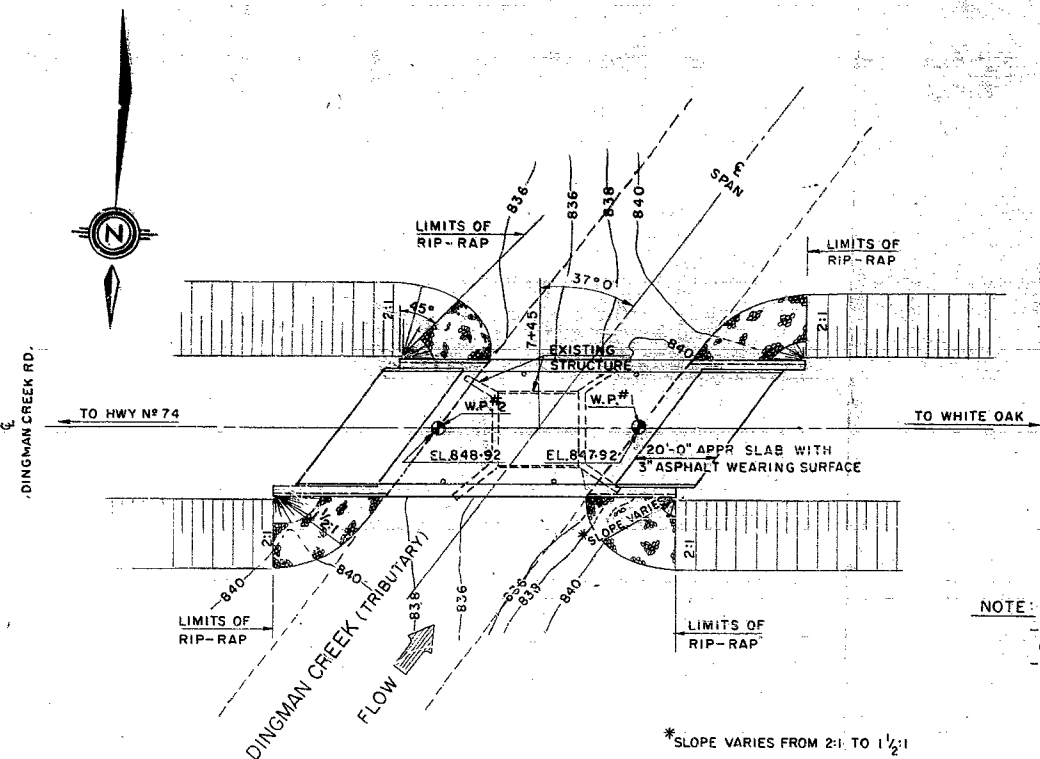 N
836
836
838
840
℄ SPAN
LIMITS OF
RIP-RAP
LIMITS OF
RIP-RAP
37°0'
2:1
45°
7+45
2:1
840
EXISTING
STRUCTURE
℄ DINGMAN CREEK RD.
TO HWY Nº 74
W.P.#2
W.P.#1
TO WHITE OAK
EL.848.92
EL.847.92
20'-0" APPR SLAB WITH
3" ASPHALT WEARING SURFACE
2:1
1½:1
*SLOPE VARIES
2:1
840
840
838
836
836
838
840
LIMITS OF
RIP-RAP
LIMITS OF
RIP-RAP
NOTE:
DINGMAN CREEK (TRIBUTARY)
FLOW
*SLOPE VARIES FROM 2:1 TO 1½:1